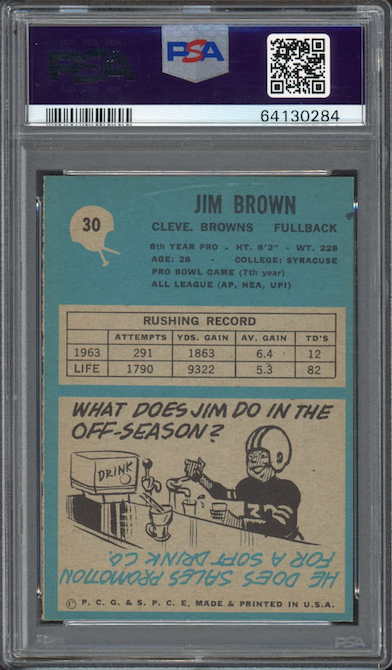 PSA
PSA
64130284
30
JIM BROWN
CLEVE. BROWNS FULLBACK
8th YEAR PRO - HT. 6'2" - WT. 228
AGE: 28 - COLLEGE: SYRACUSE
PRO BOWL GAME (7th year)
ALL LEAGUE (AP, NEA, UPI)
RUSHING RECORD
ATTEMPTS YDS. GAIN AV. GAIN TD'S
1963 291 1863 6.4 12
LIFE 1790 9322 5.3 82
WHAT DOES JIM DO IN THE
OFF-SEASON?
DRINK
HE DOES SALES PROMOTION
FOR A SOFT DRINK CO.
© P. C. G. & S. P. C. E. MADE & PRINTED IN U.S.A.
PSA